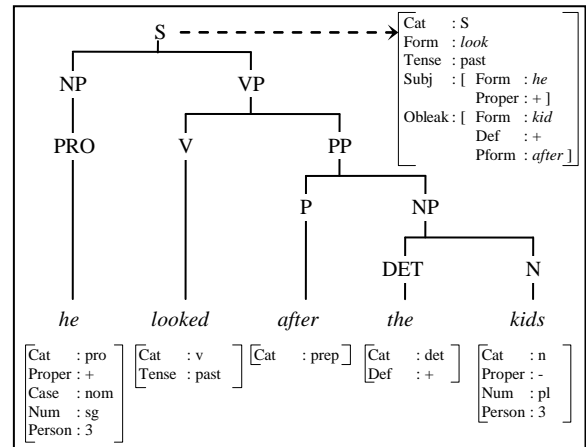 S
Cat : S
Form : look
Tense : past
Subj : [ Form : he
Proper : + ]
Obleak : [ Form : kid
Def : +
Pform : after ]
NP VP
PRO V PP
P NP
DET N
he looked after the kids
Cat : pro
Proper : +
Case : nom
Num : sg
Person : 3
Cat : v
Tense : past
Cat : prep
Cat : det
Def : +
Cat : n
Proper : -
Num : pl
Person : 3